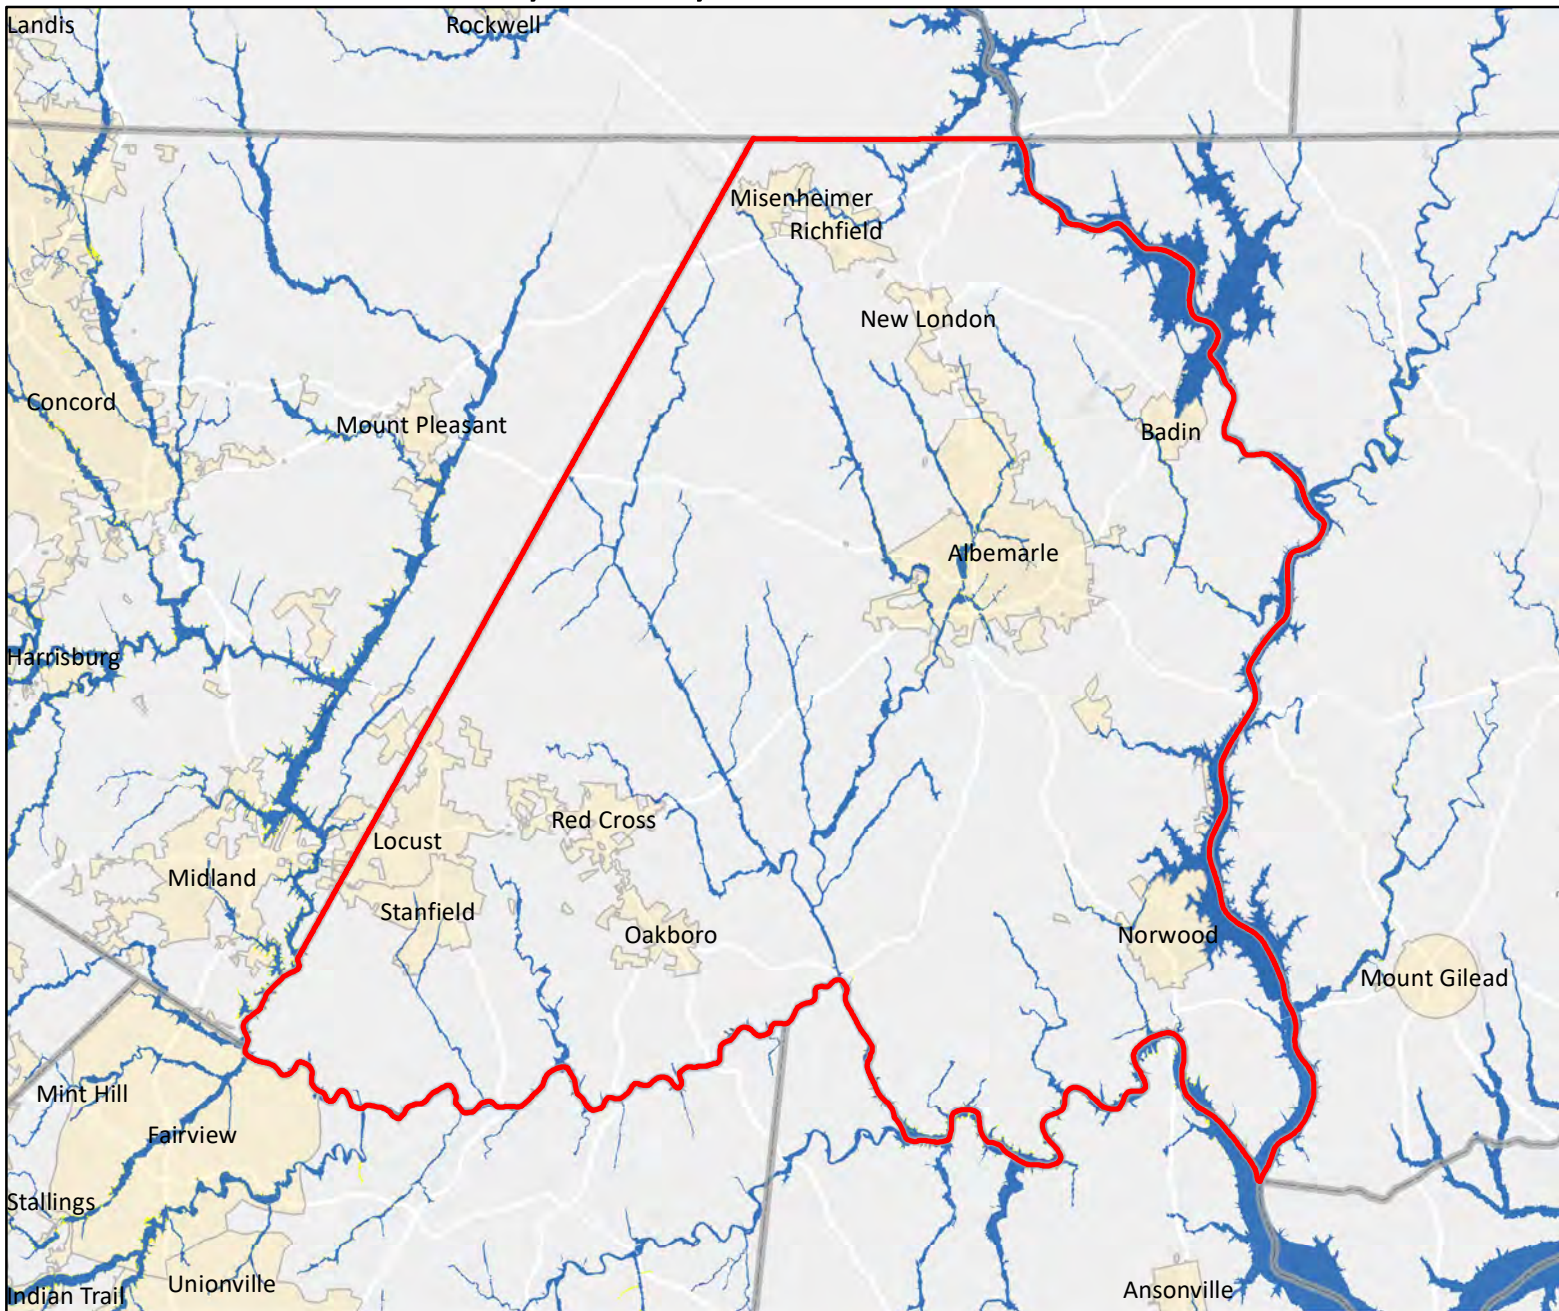 Landis
Rockwell
Misenheimer
Richfield
New London
Concord
Mount Pleasant
Badin
Albemarle
Harrisburg
Red Cross
Locust
Midland
Stanfield
Oakboro
Norwood
Mount Gilead
Mint Hill
Fairview
Stallings
Unionville
Indian Trail
Ansonville